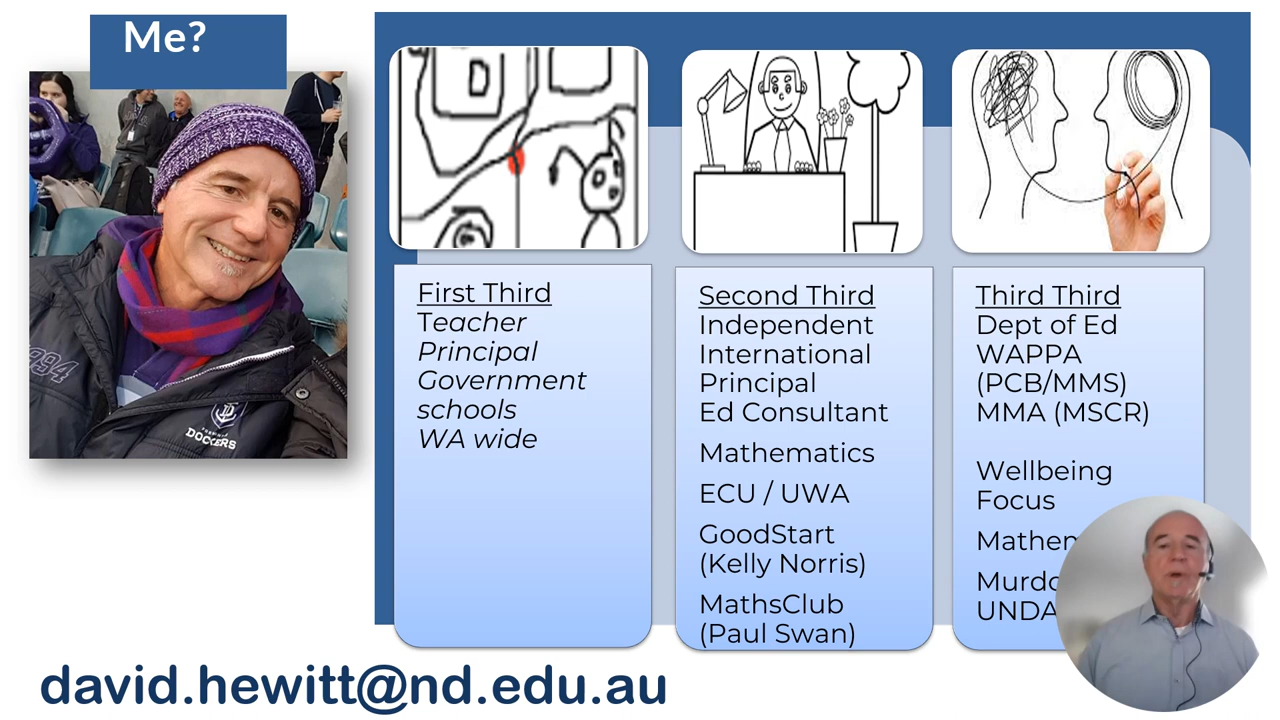 Me?
1994
DOCKERS
First Third
Teacher
Principal
Government
schools
WA wide
Second Third
Independent
International
Principal
Ed Consultant
Mathematics
ECU / UWA
GoodStart
(Kelly Norris)
MathsClub
(Paul Swan)
Third Third
Dept of Ed
WAPPA
(PCB/MMS)
MMA (MSCR)
Wellbeing
Focus
UNDA
david.hewitt@nd.edu.au